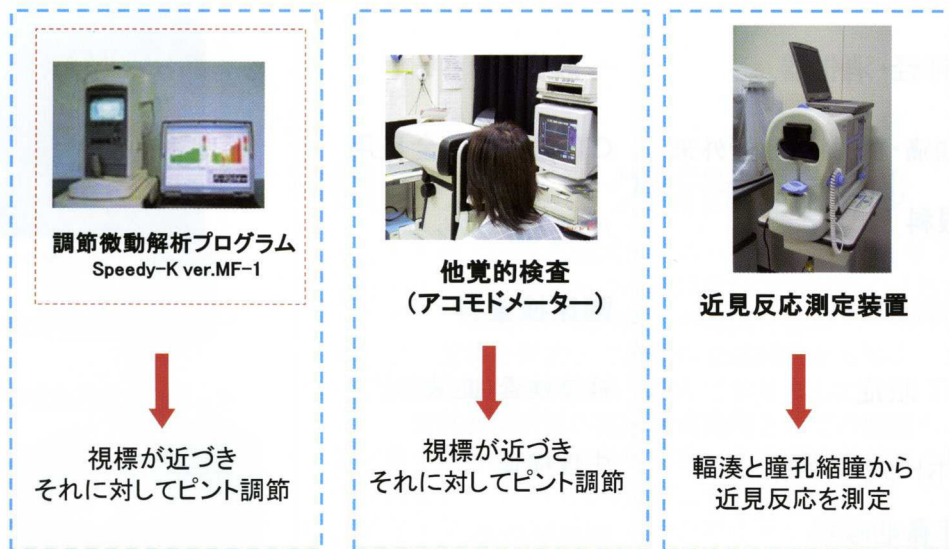 調節微動解析プログラム
Speedy-K ver.MF-1
視標が近づき
それに対してピント調節
他覚的検査
（アコモドメーター）
視標が近づき
それに対してピント調節
近見反応測定装置
輻湊と瞳孔縮瞳から
近見反応を測定